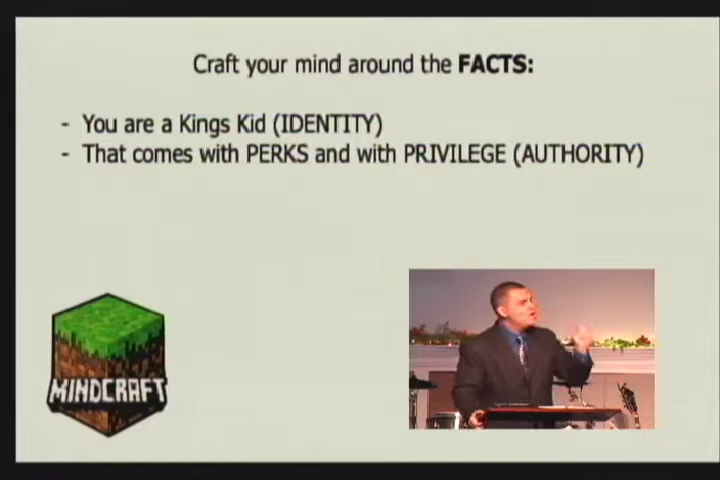 Craft your mind around the FACTS:
- You are a Kings Kid (IDENTITY)
- That comes with PERKS and with PRIVILEGE (AUTHORITY)
MINDCRAFT